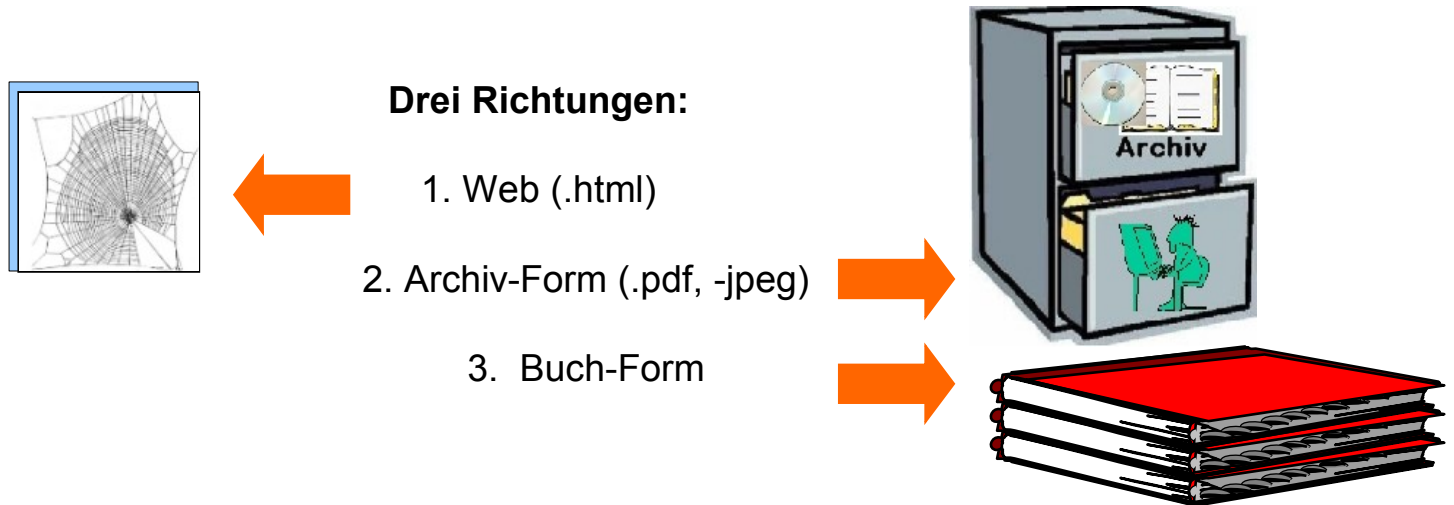 Drei Richtungen:
1. Web (.html)
2. Archiv-Form (.pdf, -jpeg)
3. Buch-Form
Archiv